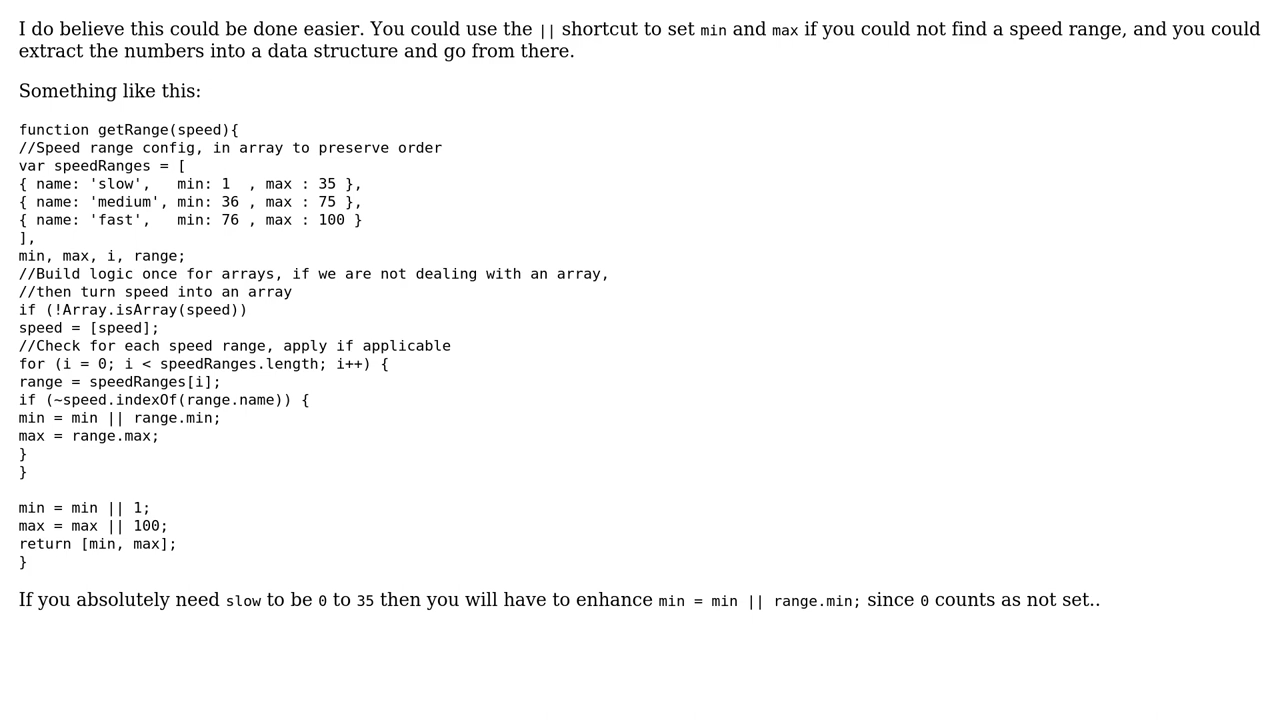 I do believe this could be done easier. You could use the || shortcut to set min and max if you could not find a speed range, and you could
extract the numbers into a data structure and go from there.
Something like this:
function getRange(speed){
//Speed range config, in array to preserve order
var speedRanges = [
{ name: 'slow',   min: 1  , max : 35 },
{ name: 'medium', min: 36 , max : 75 },
{ name: 'fast',   min: 76 , max : 100 }
],
min, max, i, range;
//Build logic once for arrays, if we are not dealing with an array,
//then turn speed into an array
if (!Array.isArray(speed))
speed = [speed];
//Check for each speed range, apply if applicable
for (i = 0; i < speedRanges.length; i++) {
range = speedRanges[i];
if (~speed.indexOf(range.name)) {
min = min || range.min;
max = range.max;
}
}
min = min || 1;
max = max || 100;
return [min, max];
}
If you absolutely need slow to be 0 to 35 then you will have to enhance min = min || range.min; since 0 counts as not set..